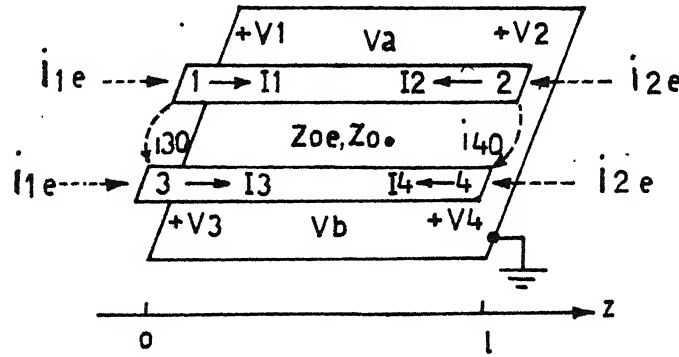 +V1 Va +V2
i1e 1 I1 I2 2 i2e
i30 Zoe,Zo. i40
i1e 3 I3 I4 4 i2e
+V3 Vb +V4
z
0 l